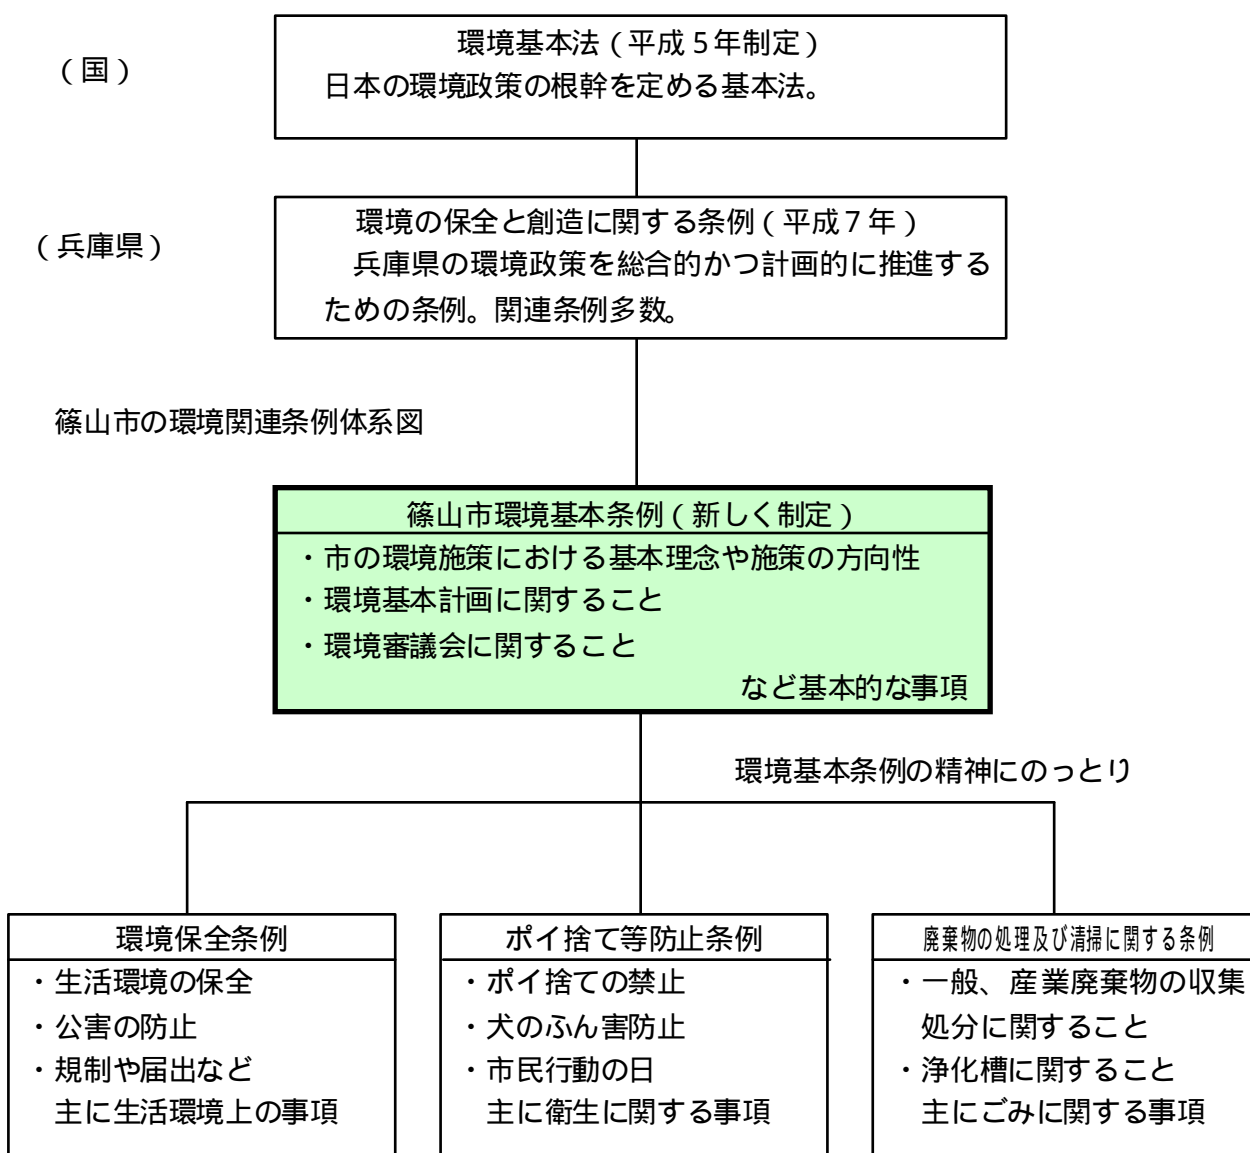 環境基本法（平成５年制定）
（国）
日本の環境政策の根幹を定める基本法。
環境の保全と創造に関する条例（平成７年）
（兵庫県）
兵庫県の環境政策を総合的かつ計画的に推進する
ための条例。関連条例多数。
篠山市の環境関連条例体系図
篠山市環境基本条例（新しく制定）
・市の環境施策における基本理念や施策の方向性
・環境基本計画に関すること
・環境審議会に関すること
など基本的な事項
環境基本条例の精神にのっとり
環境保全条例
・生活環境の保全
・公害の防止
・規制や届出など
主に生活環境上の事項
ポイ捨て等防止条例
・ポイ捨ての禁止
・犬のふん害防止
・市民行動の日
主に衛生に関する事項
廃棄物の処理及び清掃に関する条例
・一般、産業廃棄物の収集
処分に関すること
・浄化槽に関すること
主にごみに関する事項